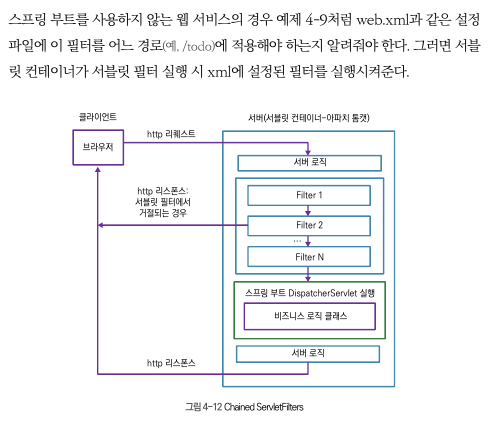 스프링 부트를 사용하지 않는 웹 서비스의 경우 예제 4-9처럼 web.xml과 같은 설정
파일에 이 필터를 어느 경로(예, /todo)에 적용해야 하는지 알려줘야 한다. 그러면 서블
릿 컨테이너가 서블릿 필터 실행 시 xml에 설정된 필터를 실행시켜준다.
클라이언트
서버(서블릿 컨테이너-아파치 톰캣)
브라우저
http 리퀘스트
서버 로직
http 리스폰스:
서블릿 필터에서
거절되는 경우
Filter 1
Filter 2
...
Filter N
스프링 부트 DispatcherServlet 실행
비즈니스 로직 클래스
서버 로직
http 리스폰스
그림 4-12 Chained ServletFilters